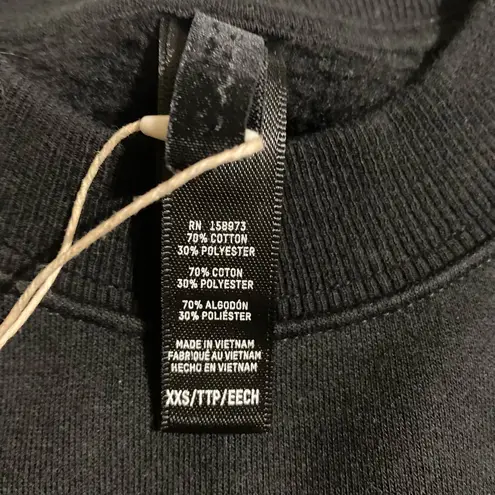 RN 158973
70% COTTON
30% POLYESTER
70% COTON
30% POLYESTER
70% ALGODÓN
30% POLIÉSTER
MADE IN VIETNAM
FABRIQUÉ AU VIETNAM
HECHO EN VIETNAM
XXS/TTP/EECH